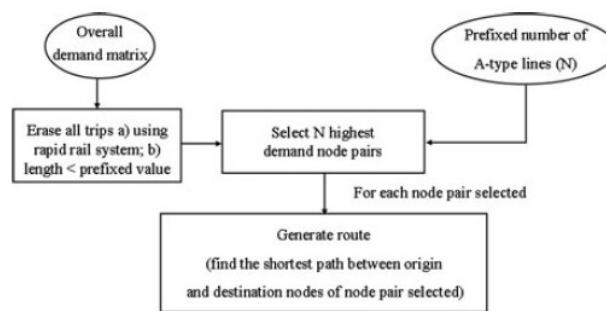 Overall
demand matrix
Prefixed number of
A-type lines (N)
Erase all trips a) using
rapid rail system; b)
length < prefixed value
Select N highest
demand node pairs
For each node pair selected
Generate route
(find the shortest path between origin
and destination nodes of node pair selected)